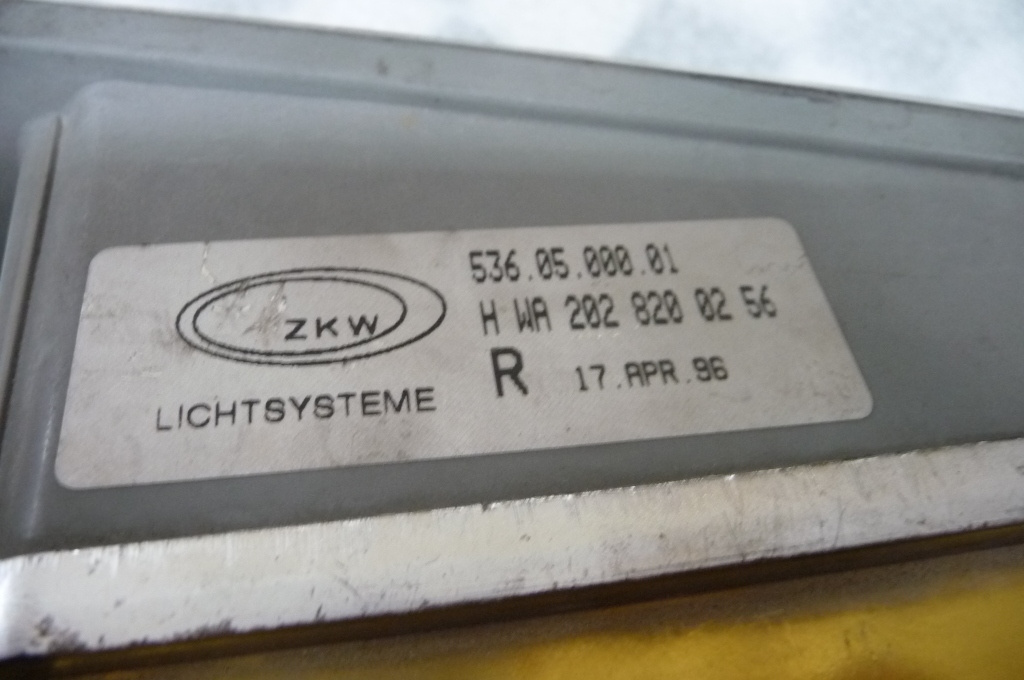 ZKW
LICHTSYSTEME
536.05.000.01
H WA 202 820 02 56
R 17.APR.96